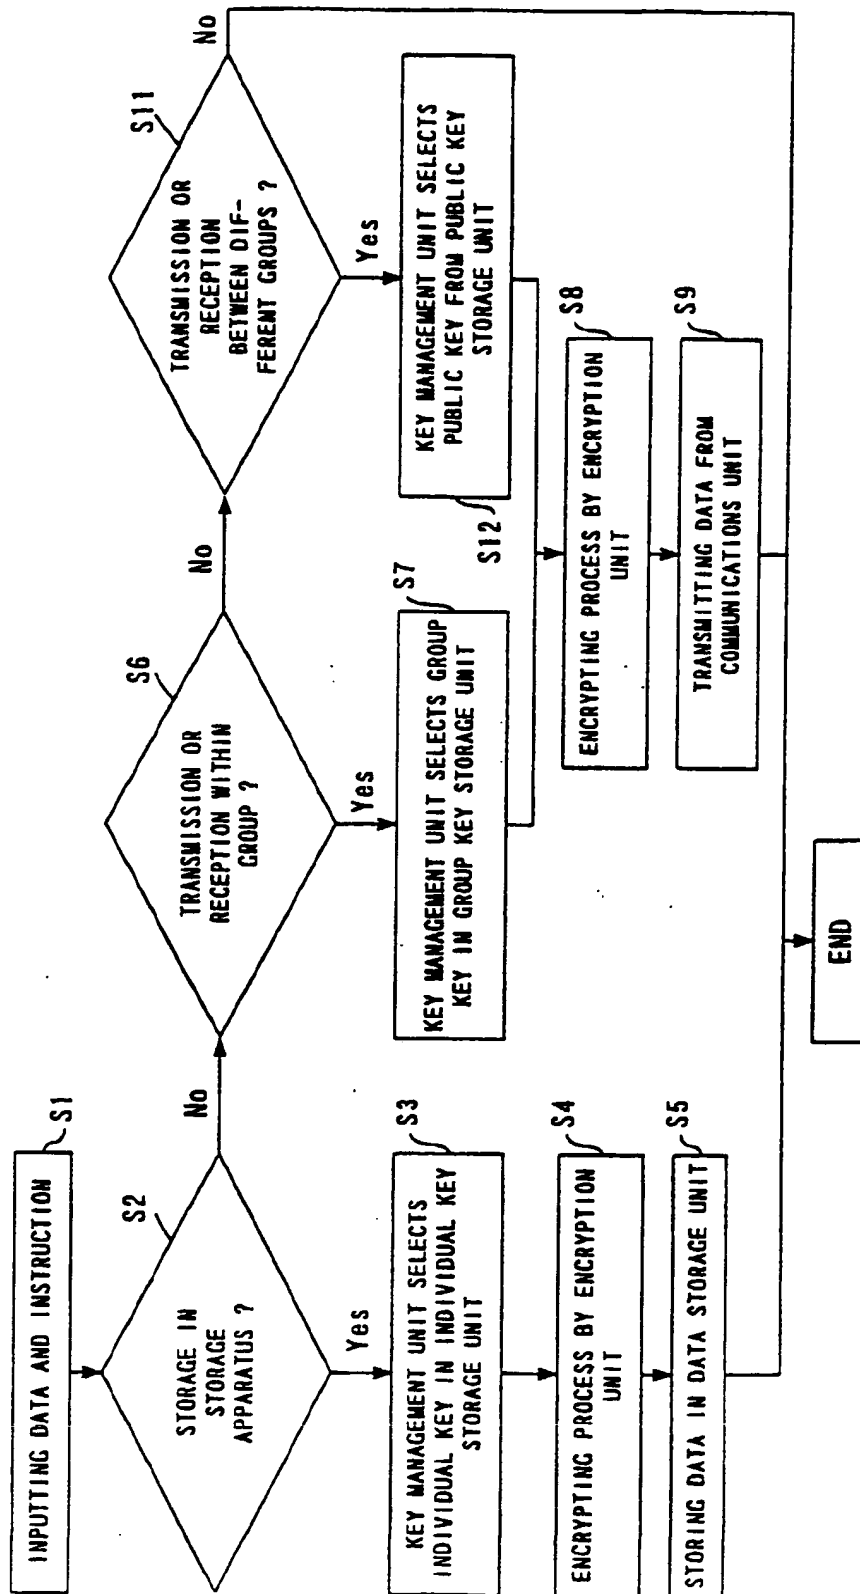 INPUTTING DATA AND INSTRUCTION
S1
STORAGE IN
STORAGE
APPARATUS ?
S2
No
Yes
KEY MANAGEMENT UNIT SELECTS
INDIVIDUAL KEY IN INDIVIDUAL KEY
STORAGE UNIT
S3
ENCRYPTING PROCESS BY ENCRYPTION
UNIT
S4
STORING DATA IN DATA STORAGE UNIT
S5
TRANSMISSION OR
RECEPTION WITHIN
GROUP ?
S6
No
Yes
KEY MANAGEMENT UNIT SELECTS GROUP
KEY IN GROUP KEY STORAGE UNIT
S7
TRANSMISSION OR
RECEPTION
BETWEEN DIF-
FERENT GROUPS ?
S11
No
Yes
KEY MANAGEMENT UNIT SELECTS
PUBLIC KEY FROM PUBLIC KEY
STORAGE UNIT
S12
ENCRYPTING PROCESS BY ENCRYPTION
UNIT
S8
TRANSMITTING DATA FROM
COMMUNICATIONS UNIT
S9
END